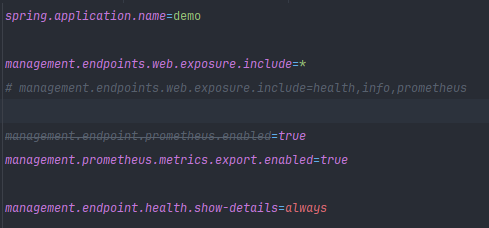 spring.application.name=demo
management.endpoints.web.exposure.include=*
# management.endpoints.web.exposure.include=health,info,prometheus
management.endpoint.prometheus.enabled=true
management.prometheus.metrics.export.enabled=true
management.endpoint.health.show-details=always